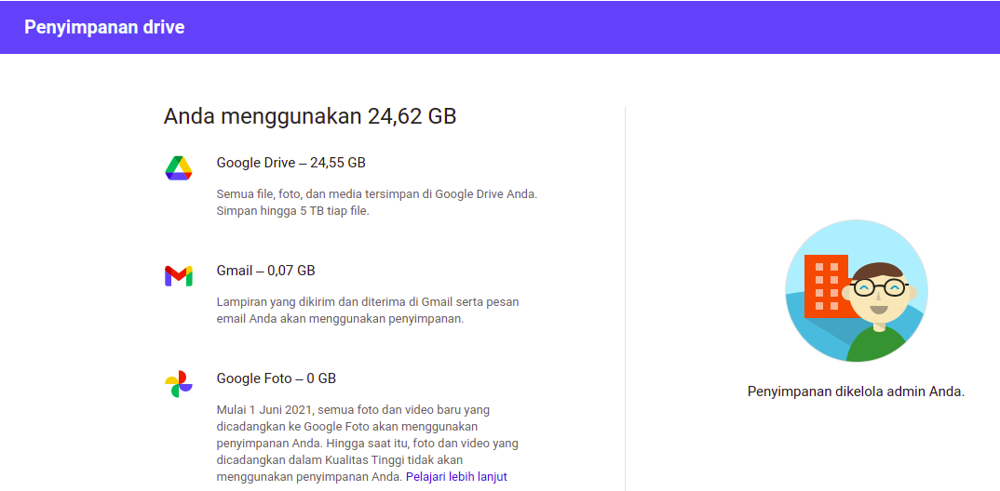 Penyimpanan drive
Anda menggunakan 24,62 GB
Google Drive – 24,55 GB
Semua file, foto, dan media tersimpan di Google Drive Anda.
Simpan hingga 5 TB tiap file.
Gmail – 0,07 GB
Lampiran yang dikirim dan diterima di Gmail serta pesan
email Anda akan menggunakan penyimpanan.
Google Foto – 0 GB
Mulai 1 Juni 2021, semua foto dan video baru yang
dicadangkan ke Google Foto akan menggunakan
penyimpanan Anda. Hingga saat itu, foto dan video yang
dicadangkan dalam Kualitas Tinggi tidak akan
menggunakan penyimpanan Anda. Pelajari lebih lanjut
Penyimpanan dikelola admin Anda.